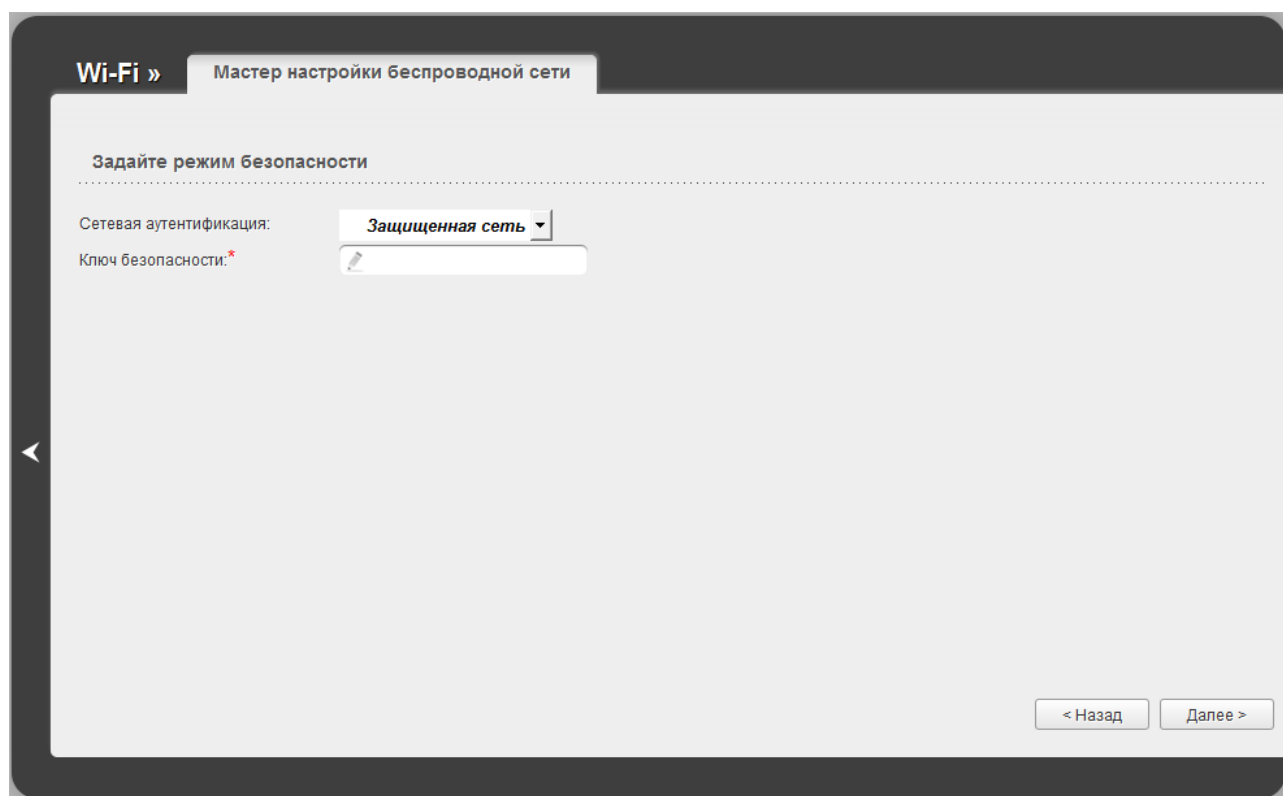 Wi-Fi » Мастер настройки беспроводной сети
Задайте режим безопасности
Сетевая аутентификация: Защищенная сеть
Ключ безопасности:*
< Назад Далее >